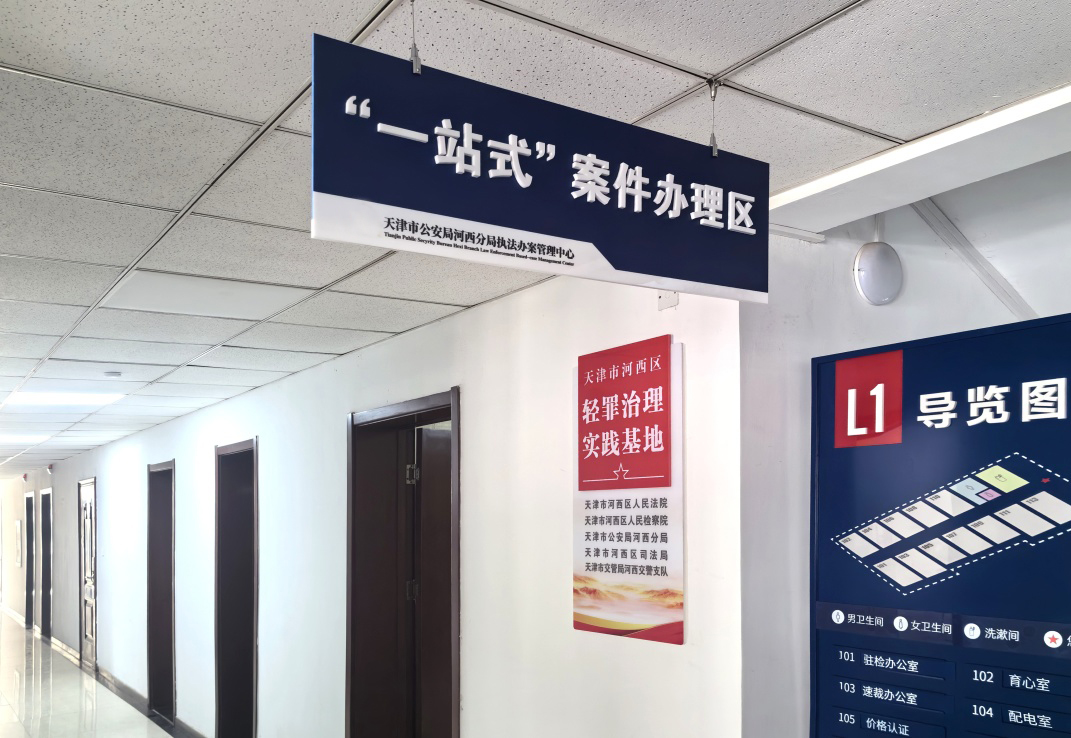 “一站式”案件办理区
天津市公安局河西分局执法办案管理中心
天津市河西区
轻罪治理
实践基地
天津市河西区人民法院
天津市河西区人民检察院
天津市公安局河西分局
天津市河西区司法局
天津市交管局河西交警支队
L1 导览图
男卫生间 女卫生间 洗漱间
101 驻检办公室
102 育心室
103 速裁办公室
104 配电室
105 价格认证